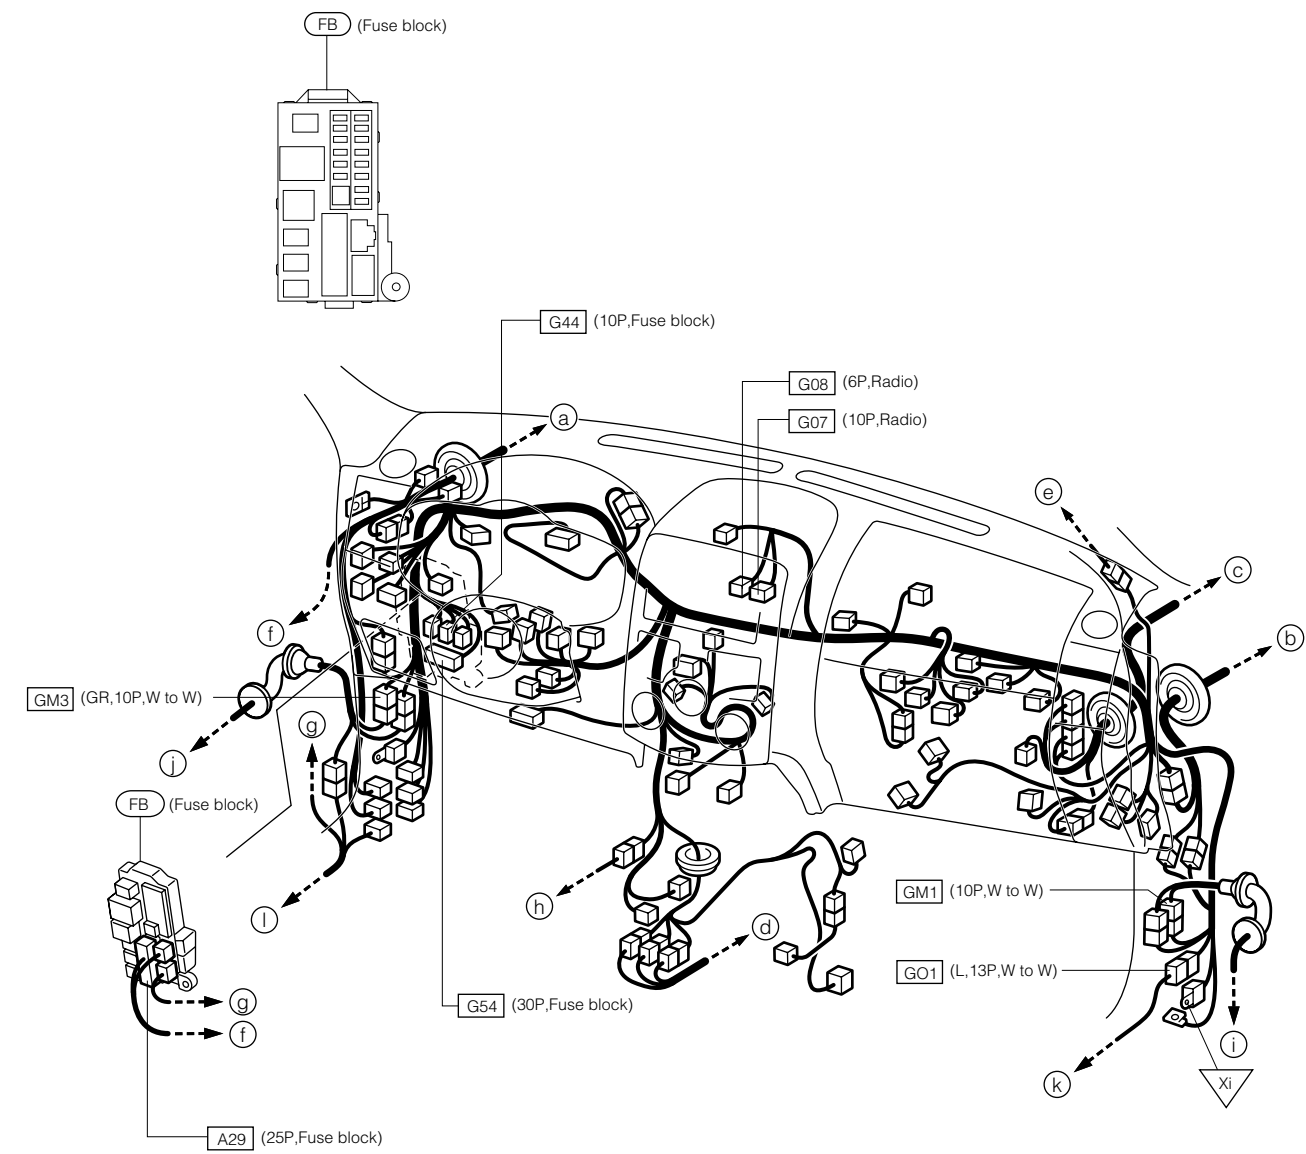 FB (Fuse block)
G44 (10P,Fuse block)
G08 (6P,Radio)
G07 (10P,Radio)
a
e
c
f
b
GM3 (GR,10P,W to W)
g
j
FB (Fuse block)
GM1 (10P,W to W)
h
l
d
GO1 (L,13P,W to W)
g
G54 (30P,Fuse block)
f
i
k
Xi
A29 (25P,Fuse block)